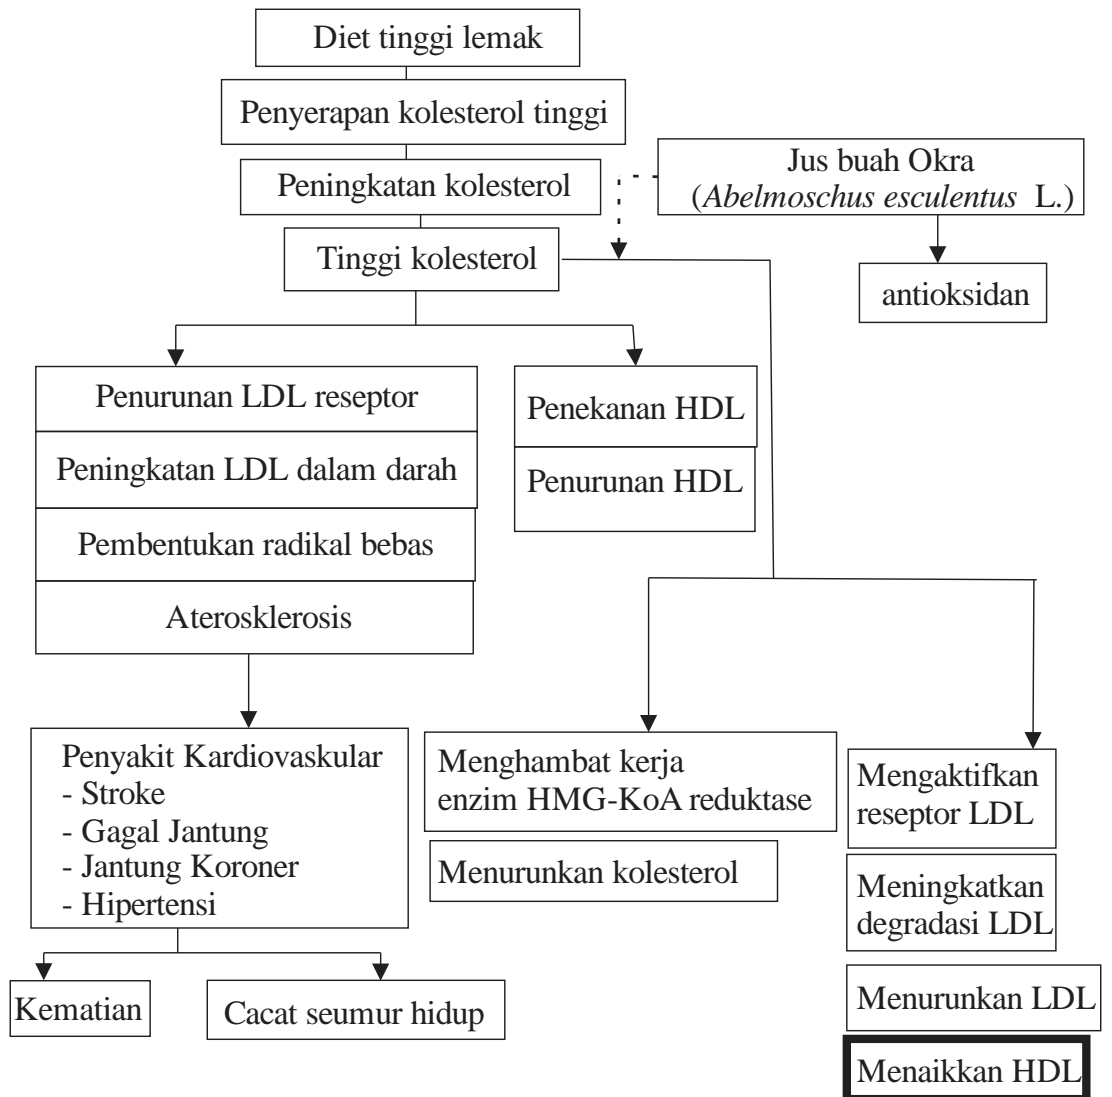 Diet tinggi lemak
Penyerapan kolesterol tinggi
Peningkatan kolesterol
Jus buah Okra
(Abelmoschus esculentus L.)
Tinggi kolesterol
antioksidan
Penurunan LDL reseptor
Peningkatan LDL dalam darah
Pembentukan radikal bebas
Aterosklerosis
Penekanan HDL
Penurunan HDL
Penyakit Kardiovaskular
- Stroke
- Gagal Jantung
- Jantung Koroner
- Hipertensi
Kematian
Cacat seumur hidup
Menghambat kerja
enzim HMG-KoA reduktase
Menurunkan kolesterol
Mengaktifkan
reseptor LDL
Meningkatkan
degradasi LDL
Menurunkan LDL
Menaikkan HDL